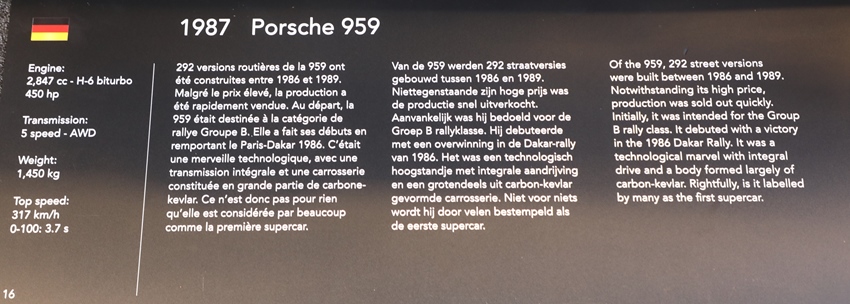 1987 Porsche 959
Engine:
2,847 cc - H-6 biturbo
450 hp
Transmission:
5 speed - AWD
Weight:
1,450 kg
Top speed:
317 km/h
0-100: 3.7 s
292 versions routières de la 959 ont
été construites entre 1986 et 1989.
Malgré le prix élevé, la production a
été rapidement vendue. Au départ, la
959 était destinée à la catégorie de
rallye Groupe B. Elle a fait ses débuts en
remportant le Paris-Dakar 1986. C'était
une merveille technologique, avec une
transmission intégrale et une carrosserie
constituée en grande partie de carbone-
kevlar. Ce n'est donc pas pour rien
qu'elle est considérée par beaucoup
comme la première supercar.
Van de 959 werden 292 straatversies
gebouwd tussen 1986 en 1989.
Niettegenstaande zijn hoge prijs was
de productie snel uitverkocht.
Aanvankelijk was hij bedoeld voor de
Groep B rallyklasse. Hij debuteerde
met een overwinning in de Dakar-rally
van 1986. Het was een technologisch
hoogstandje met integrale aandrijving
en een grotendeels uit carbon-kevlar
gevormde carrosserie. Niet voor niets
wordt hij door velen bestempeld als
de eerste supercar.
Of the 959, 292 street versions
were built between 1986 and 1989.
Notwithstanding its high price,
production was sold out quickly.
Initially, it was intended for the Group
B rally class. It debuted with a victory
in the 1986 Dakar Rally. It was a
technological marvel with integral
drive and a body formed largely of
carbon-kevlar. Rightfully, is it labelled
by many as the first supercar.
16